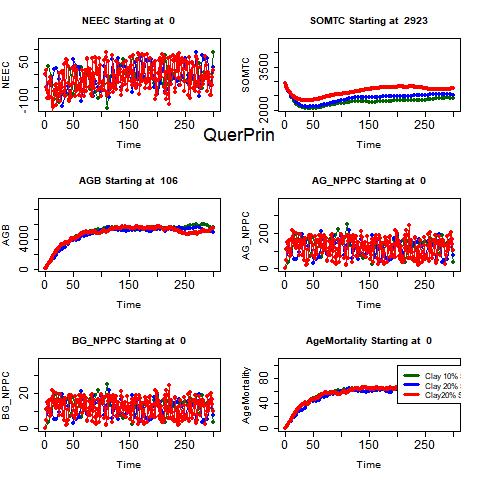 NEEC Starting at 0
NEEC
50
-100
0 50 150 250
Time
SOMTC Starting at 2923
SOMTC
3500
2000
0 50 150 250
Time
QuerPrin
AGB Starting at 106
AGB
4000
0
0 50 150 250
Time
AG_NPPC Starting at 0
AG_NPPC
200
0
0 50 150 250
Time
BG_NPPC Starting at 0
BG_NPPC
20
0
0 50 150 250
Time
AgeMortality Starting at 0
AgeMortality
80
40
0
0 50 150 250
Time
Clay 10%
Clay 20%
Clay20%